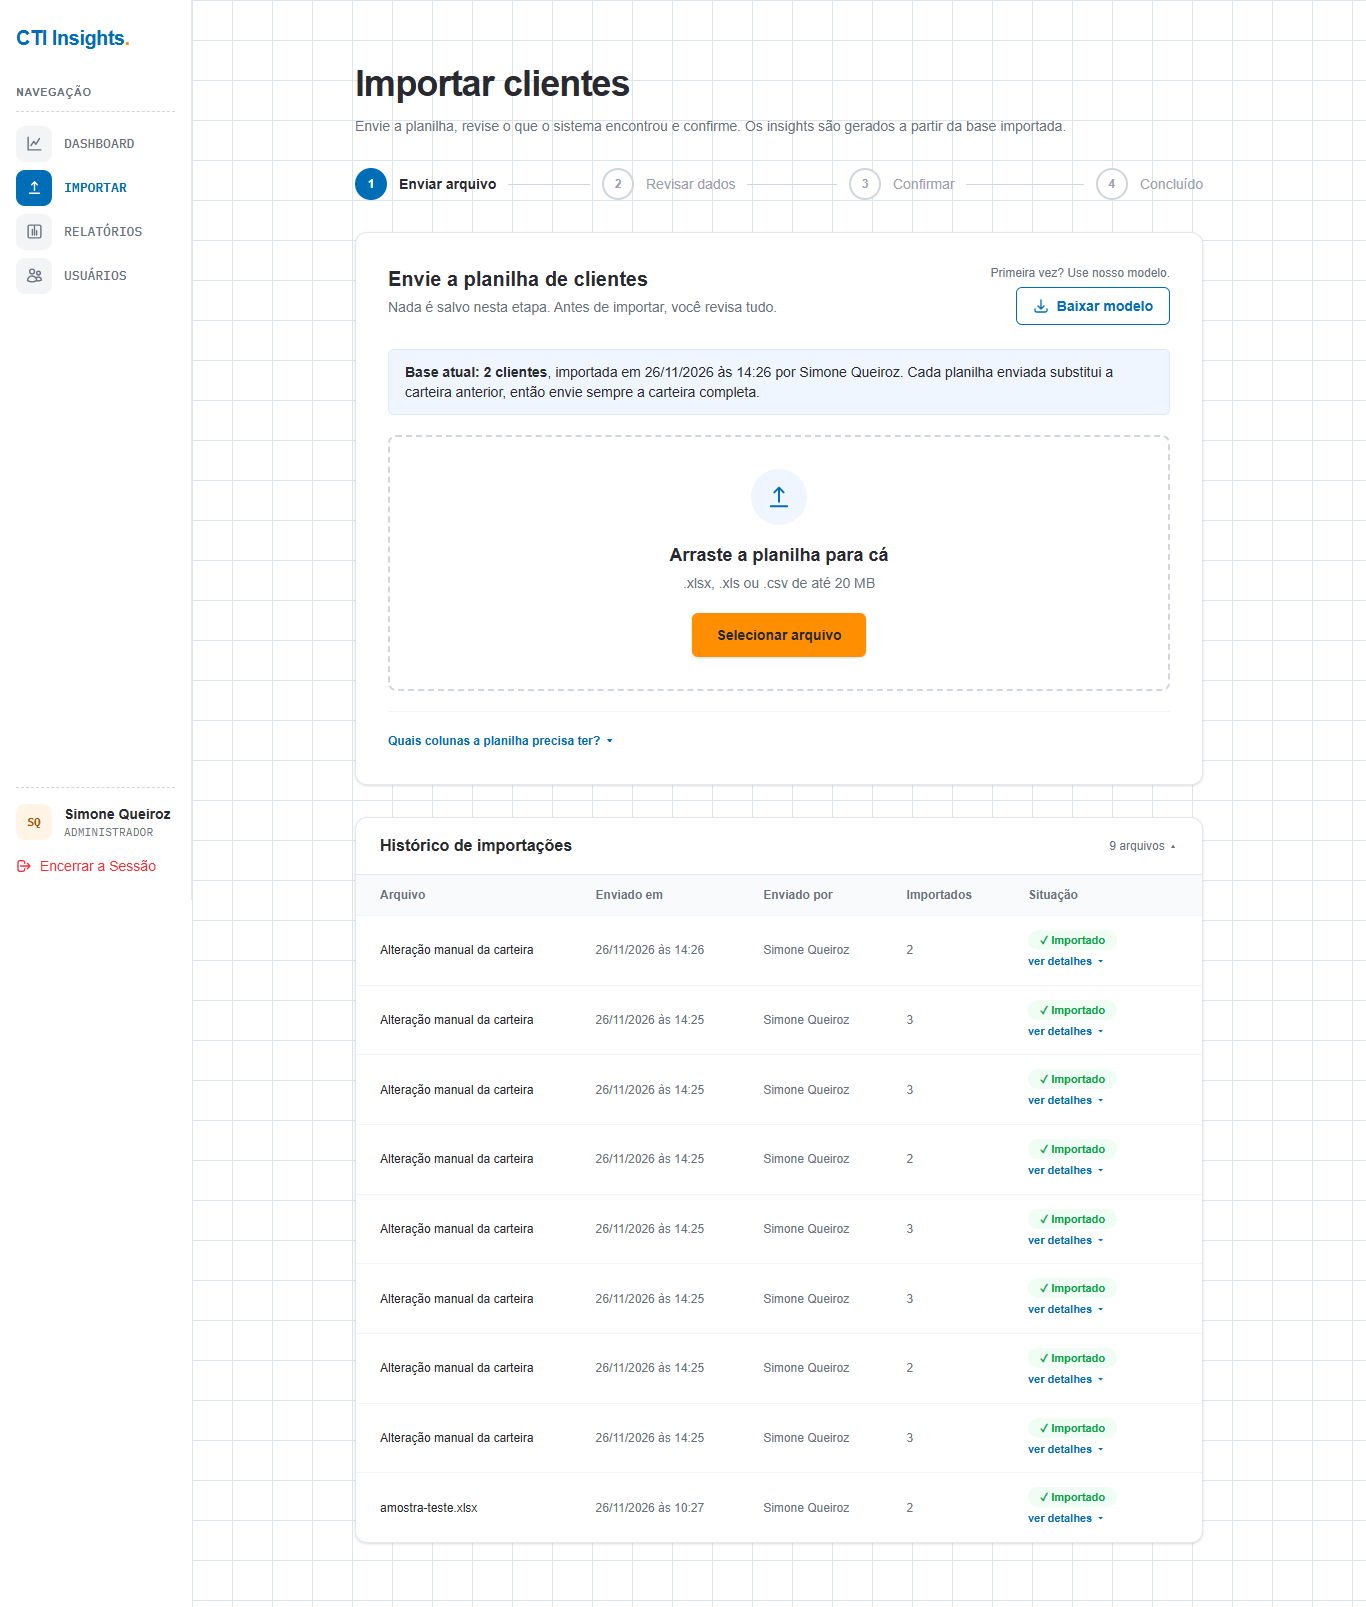 CTI Insights.
NAVEGAÇÃO
DASHBOARD
IMPORTAR
RELATÓRIOS
USUÁRIOS
SQ
Simone Queiroz
ADMINISTRADOR
Encerrar a Sessão
Importar clientes
Envie a planilha, revise o que o sistema encontrou e confirme. Os insights são gerados a partir da base importada.
1 Enviar arquivo 2 Revisar dados 3 Confirmar 4 Concluído
Envie a planilha de clientes
Nada é salvo nesta etapa. Antes de importar, você revisa tudo.
Primeira vez? Use nosso modelo.
Baixar modelo
Base atual: 2 clientes, importada em 26/11/2026 às 14:26 por Simone Queiroz. Cada planilha enviada substitui a
carteira anterior, então envie sempre a carteira completa.
Arraste a planilha para cá
.xlsx, .xls ou .csv de até 20 MB
Selecionar arquivo
Quais colunas a planilha precisa ter?
Histórico de importações
9 arquivos
Arquivo Enviado em Enviado por Importados Situação
Alteração manual da carteira 26/11/2026 às 14:26 Simone Queiroz 2 ✓ Importado
ver detalhes
Alteração manual da carteira 26/11/2026 às 14:25 Simone Queiroz 3 ✓ Importado
ver detalhes
Alteração manual da carteira 26/11/2026 às 14:25 Simone Queiroz 3 ✓ Importado
ver detalhes
Alteração manual da carteira 26/11/2026 às 14:25 Simone Queiroz 2 ✓ Importado
ver detalhes
Alteração manual da carteira 26/11/2026 às 14:25 Simone Queiroz 3 ✓ Importado
ver detalhes
Alteração manual da carteira 26/11/2026 às 14:25 Simone Queiroz 3 ✓ Importado
ver detalhes
Alteração manual da carteira 26/11/2026 às 14:25 Simone Queiroz 2 ✓ Importado
ver detalhes
Alteração manual da carteira 26/11/2026 às 14:25 Simone Queiroz 3 ✓ Importado
ver detalhes
amostra-teste.xlsx 26/11/2026 às 10:27 Simone Queiroz 2 ✓ Importado
ver detalhes